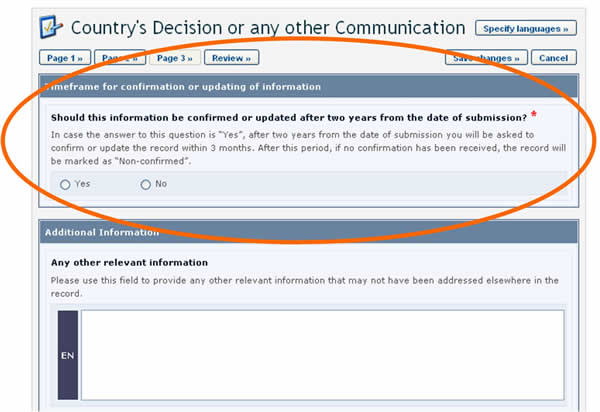 Country's Decision or any other Communication
Specify languages »
Page 1 » Page 2 » Page 3 » Review » Save changes » Cancel
Timeframe for confirmation or updating of information
Should this information be confirmed or updated after two years from the date of submission? *
In case the answer to this question is "Yes", after two years from the date of submission you will be asked to
confirm or update the record within 3 months. After this period, if no confirmation has been received, the record will
be marked as "Non-confirmed".
Yes No
Additional Information
Any other relevant information
Please use this field to provide any other relevant information that may not have been addressed elsewhere in the
record.
EN